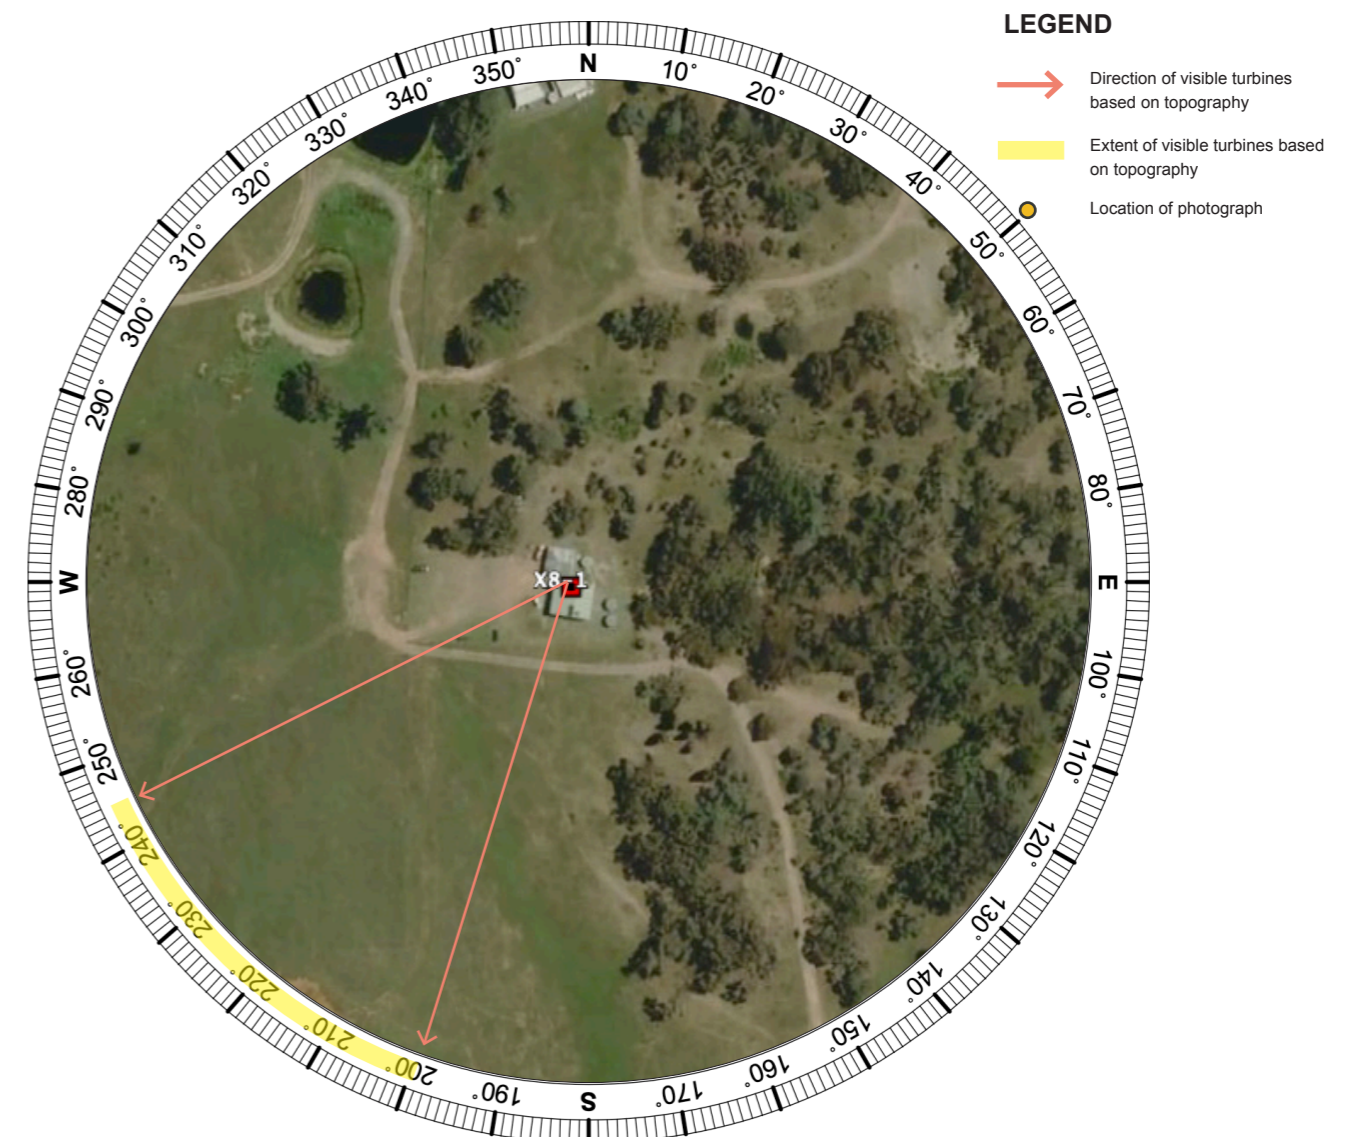 LEGEND
Direction of visible turbines
based on topography
Extent of visible turbines based
on topography
Location of photograph
N
10°
20°
30°
40°
50°
60°
70°
80°
E
100°
110°
120°
130°
140°
150°
160°
170°
S
190°
200°
210°
220°
230°
240°
250°
260°
W
280°
290°
300°
310°
320°
330°
340°
350°
X8-1